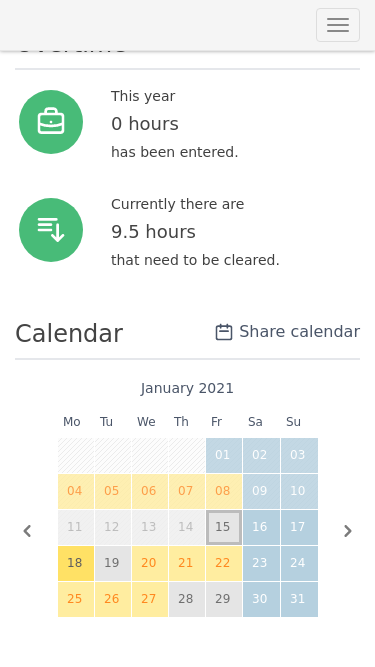 Overtime
This year
0 hours
has been entered.
Currently there are
9.5 hours
that need to be cleared.
Calendar
Share calendar
January 2021
Mo Tu We Th Fr Sa Su
01 02 03
04 05 06 07 08 09 10
11 12 13 14 15 16 17
18 19 20 21 22 23 24
25 26 27 28 29 30 31